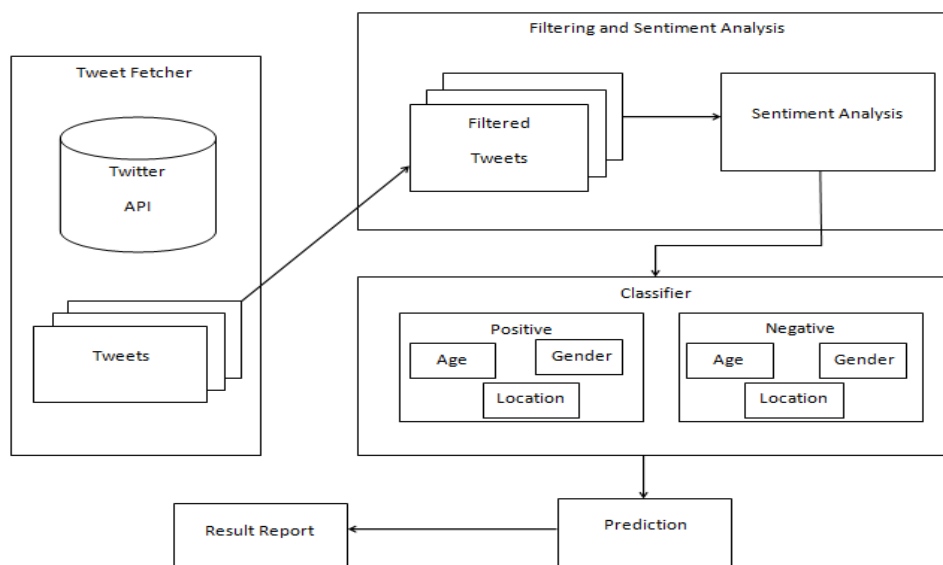 Tweet Fetcher
Twitter
API
Tweets
Filtering and Sentiment Analysis
Filtered
Tweets
Sentiment Analysis
Classifier
Positive
Age
Gender
Location
Negative
Age
Gender
Location
Prediction
Result Report